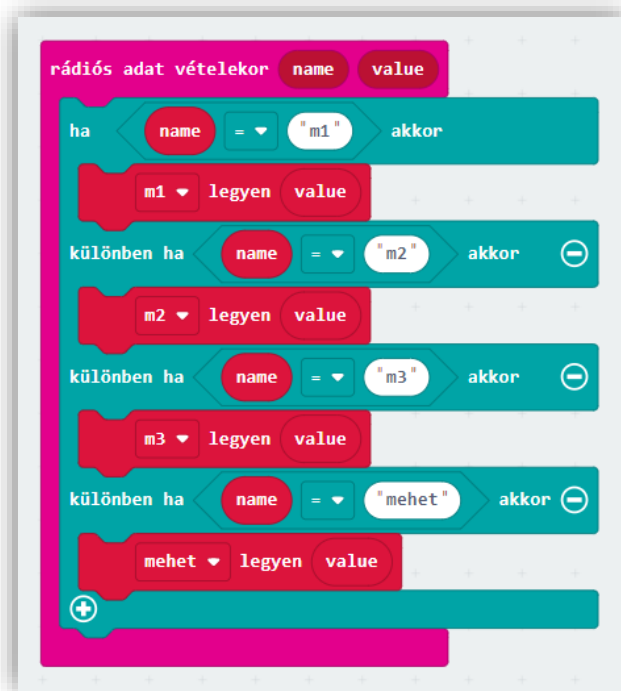 rádiós adat vételekor name value
ha name = "m1" akkor
m1 legyen value
különben ha name = "m2" akkor
m2 legyen value
különben ha name = "m3" akkor
m3 legyen value
különben ha name = "mehet" akkor
mehet legyen value